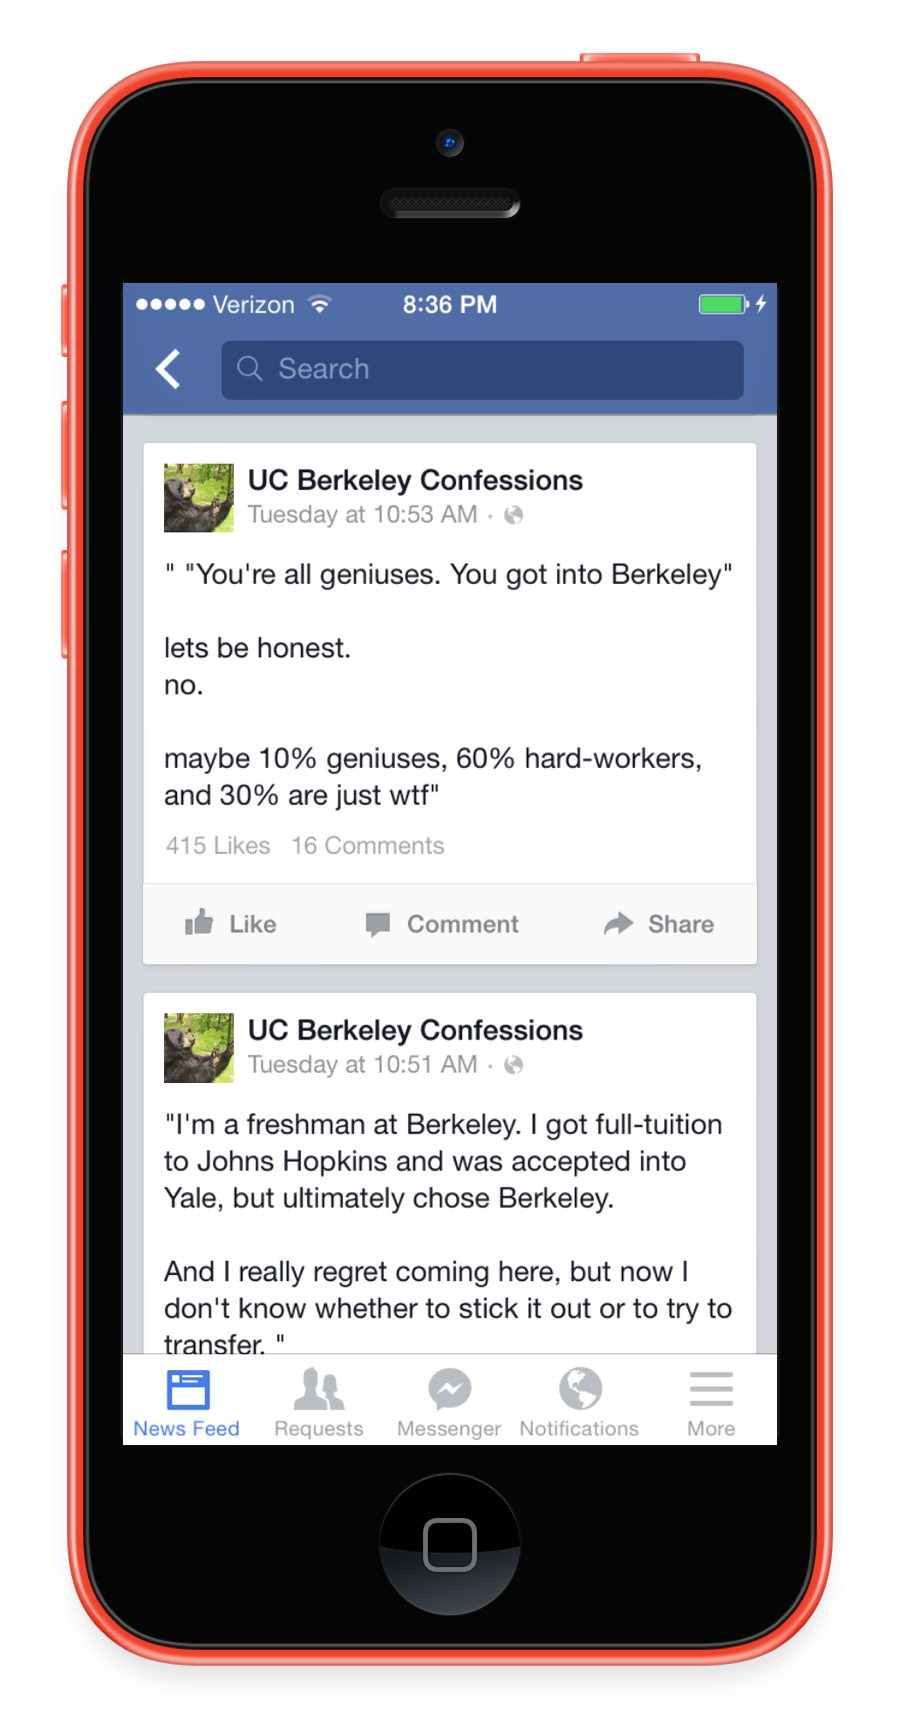 Verizon 8:36 PM
Search
UC Berkeley Confessions
Tuesday at 10:53 AM ·
" "You're all geniuses. You got into Berkeley"
lets be honest.
no.
maybe 10% geniuses, 60% hard-workers,
and 30% are just wtf"
415 Likes 16 Comments
Like Comment Share
UC Berkeley Confessions
Tuesday at 10:51 AM ·
"I'm a freshman at Berkeley. I got full-tuition
to Johns Hopkins and was accepted into
Yale, but ultimately chose Berkeley.
And I really regret coming here, but now I
don't know whether to stick it out or to try to
transfer. "
News Feed Requests Messenger Notifications More